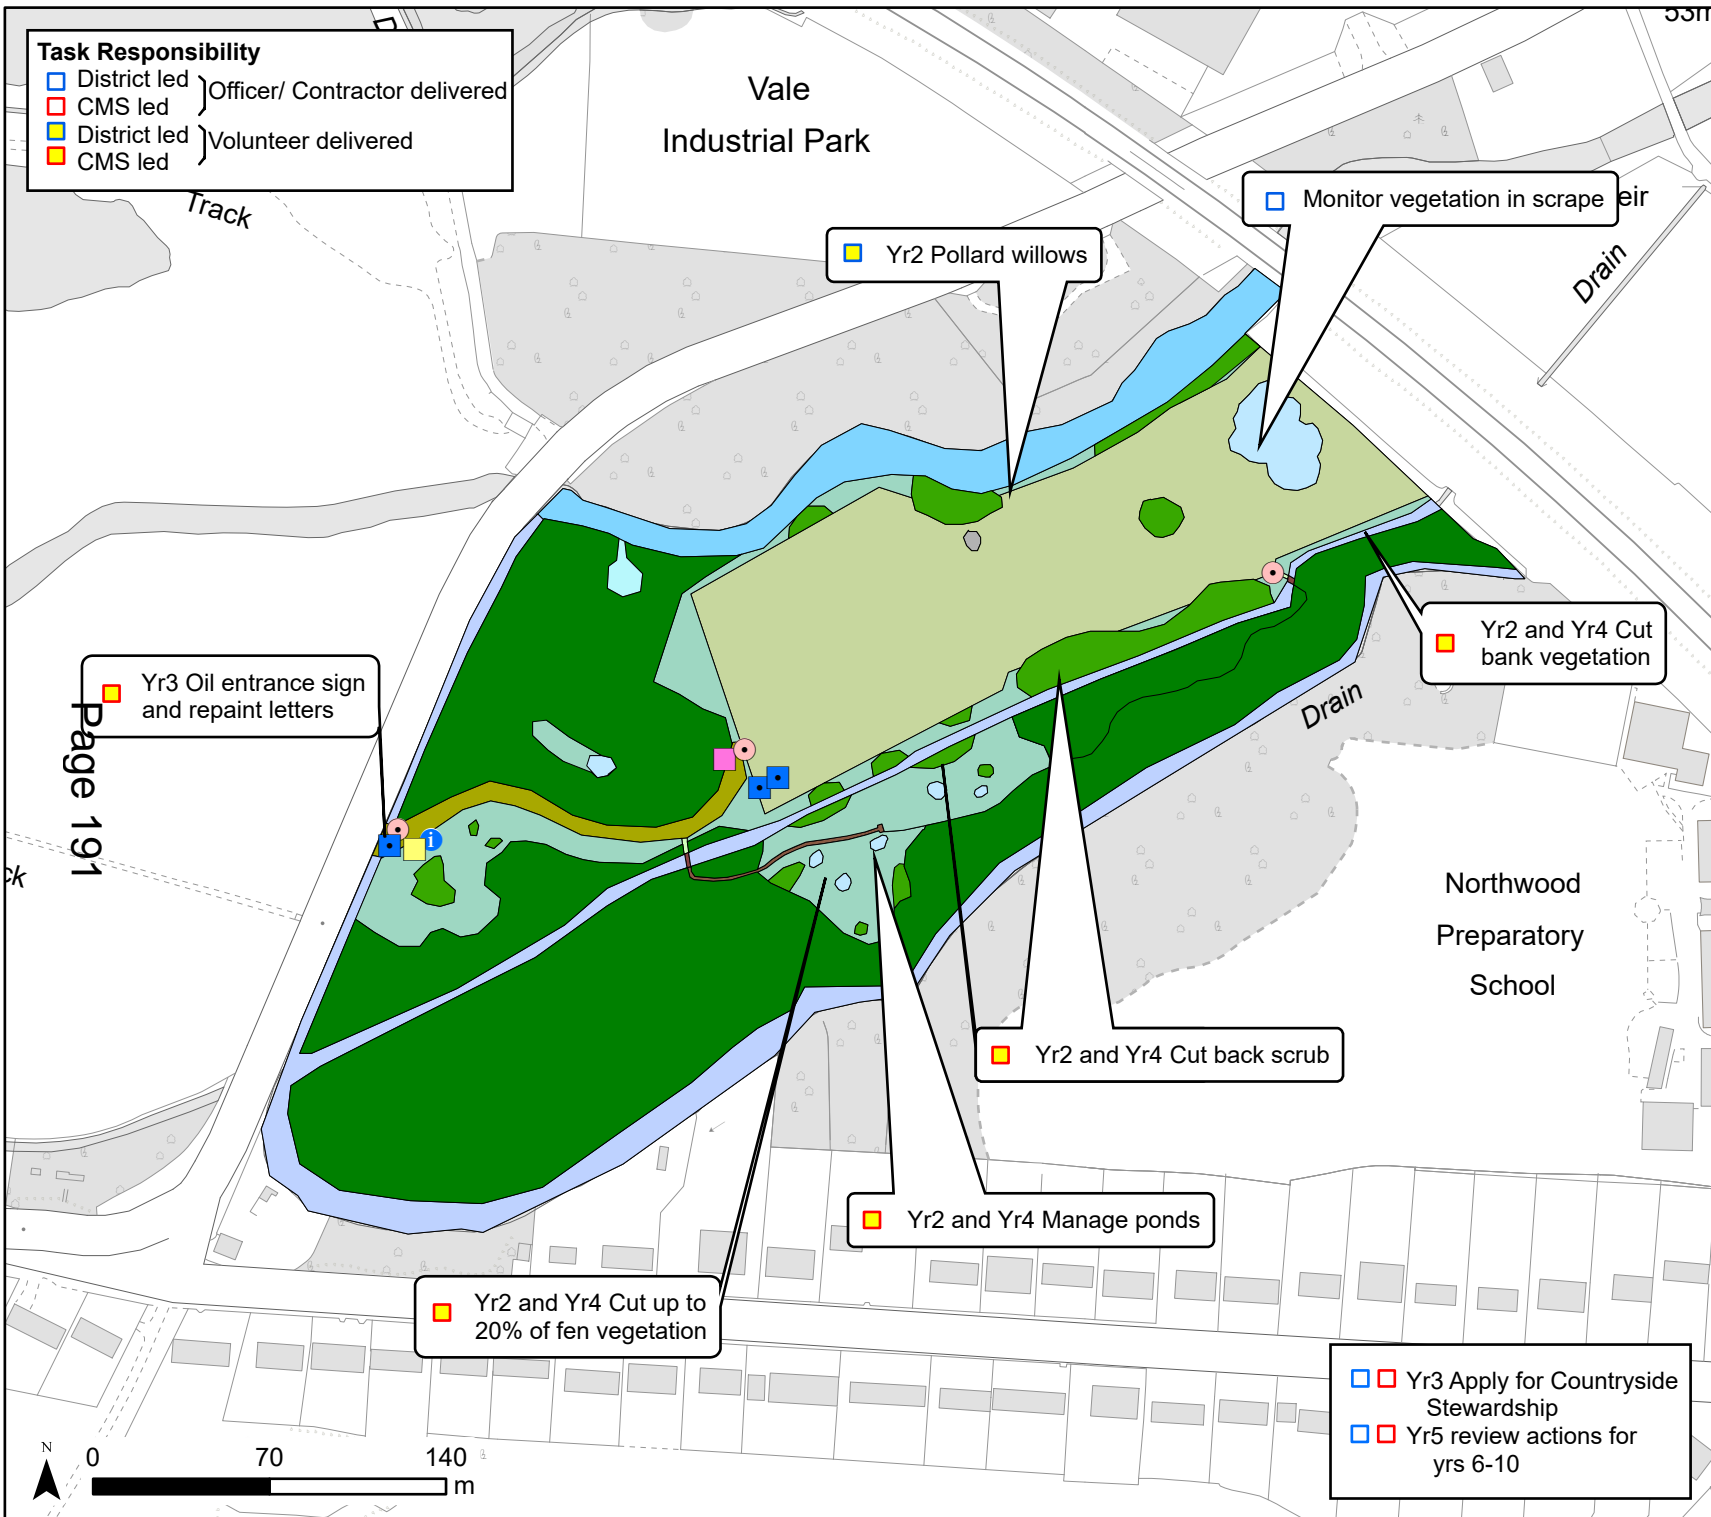 53m
Task Responsibility
District led
CMS led
Officer/ Contractor delivered
District led
CMS led
Volunteer delivered
Track
Vale
Industrial Park
Monitor vegetation in scrape
eir
Drain
Yr2 Pollard willows
Yr3 Oil entrance sign
and repaint letters
Page 191
Yr2 and Yr4 Cut
bank vegetation
Drain
i
ck
Northwood
Preparatory
School
Yr2 and Yr4 Cut back scrub
Yr2 and Yr4 Manage ponds
Yr2 and Yr4 Cut up to
20% of fen vegetation
Yr3 Apply for Countryside
Stewardship
Yr5 review actions for
yrs 6-10
N
0 70 140
m